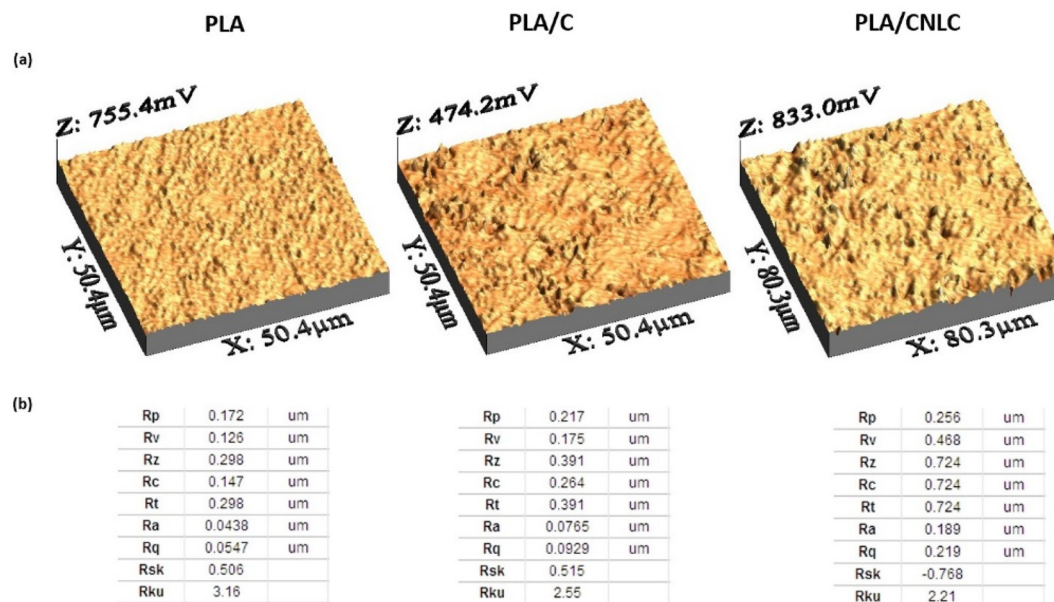 PLA PLA/C PLA/CNLC
(a)
Z: 755.4mV
Y: 50.4µm
X: 50.4µm
Z: 474.2mV
Y: 50.4µm
X: 50.4µm
Z: 833.0mV
Y: 80.3µm
X: 80.3µm
(b)
Rp 0.172 um
Rv 0.126 um
Rz 0.298 um
Rc 0.147 um
Rt 0.298 um
Ra 0.0438 um
Rq 0.0547 um
Rsk 0.506
Rku 3.16
Rp 0.217 um
Rv 0.175 um
Rz 0.391 um
Rc 0.264 um
Rt 0.391 um
Ra 0.0765 um
Rq 0.0929 um
Rsk 0.515
Rku 2.55
Rp 0.256 um
Rv 0.468 um
Rz 0.724 um
Rc 0.724 um
Rt 0.724 um
Ra 0.189 um
Rq 0.219 um
Rsk -0.768
Rku 2.21